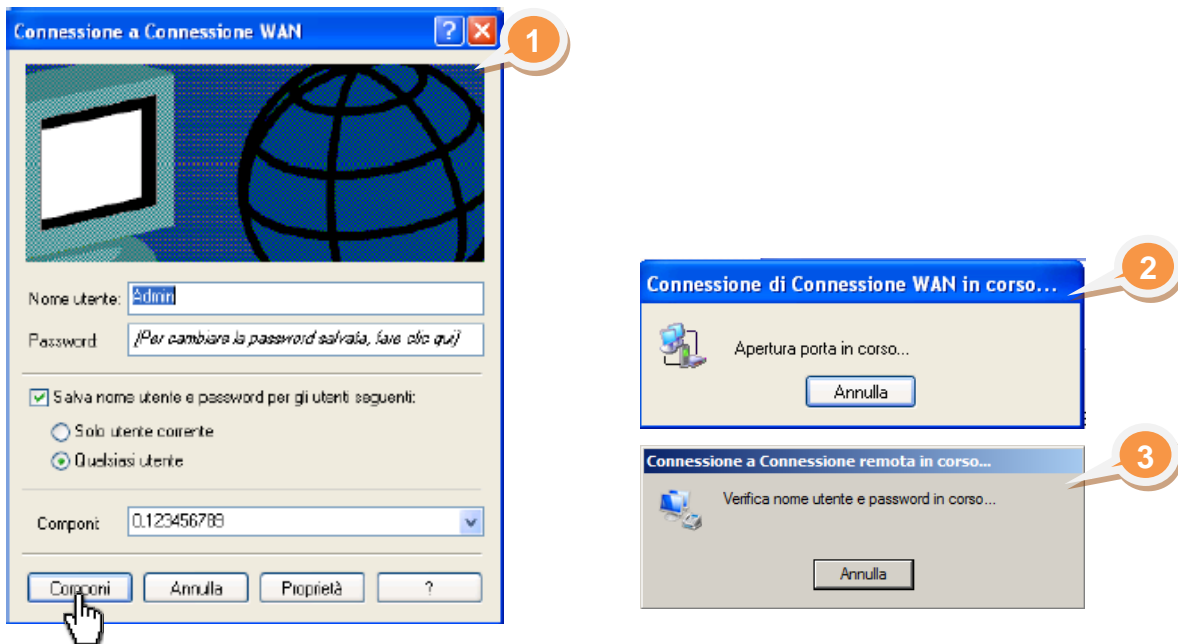 Connessione a Connessione WAN
?
1
Nome utente: Admin
Password: [Per cambiare la password salvata, fare clic qui]
Salva nome utente e password per gli utenti seguenti:
Solo utente corrente
Qualsiasi utente
Componi: 0,123456789
Componi
Annulla
Proprietà
?
Connessione di Connessione WAN in corso...
2
Apertura porta in corso...
Annulla
Connessione a Connessione remota in corso...
3
Verifica nome utente e password in corso...
Annulla